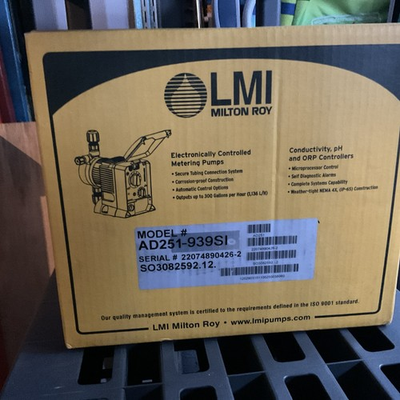 LMI
MILTON ROY
Electronically Controlled
Metering Pumps
• Secure Tubing Connection System
• Corrosion-proof Construction
• Automatic Control Options
• Outputs up to 300 Gallons per Hour (1,136 L/h)
Conductivity, pH
and ORP Controllers
• Microprocessor Control
• Self Diagnostic Alarms
• Complete Systems Capability
• Weather-tight NEMA 4X, (IP-65) Construction
MODEL #
AD251-939SI
SERIAL # 22074890426-2
SO3082592.12.
Our quality management system is certified to the requirements defined in the ISO 9001 standard.
LMI Milton Roy • www.lmipumps.com